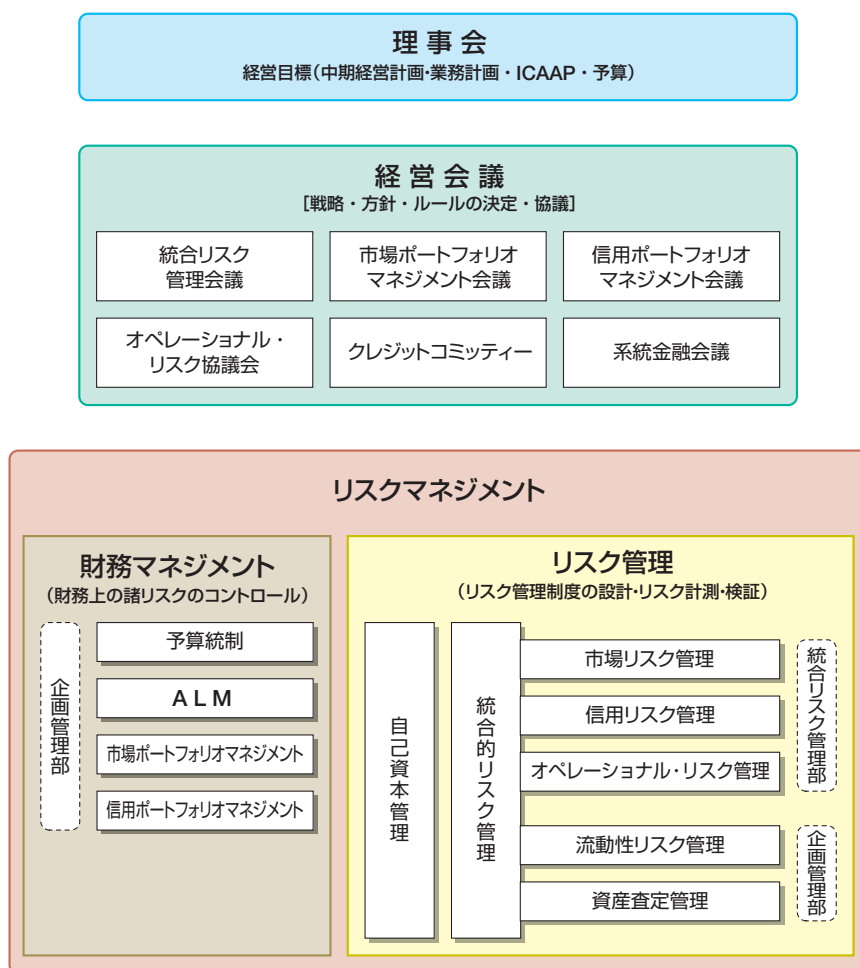 理事会
経営目標（中期経営計画・業務計画・ICAAP・予算）
経営会議
[戦略・方針・ルールの決定・協議]
統合リスク
管理会議
市場ポートフォリオ
マネジメント会議
信用ポートフォリオ
マネジメント会議
オペレーショナル・
リスク協議会
クレジットコミッティー
系統金融会議
リスクマネジメント
財務マネジメント
（財務上の諸リスクのコントロール）
企画管理部
予算統制
ALM
市場ポートフォリオマネジメント
信用ポートフォリオマネジメント
リスク管理
（リスク管理制度の設計・リスク計測・検証）
自己資本管理
統合的リスク管理
市場リスク管理
信用リスク管理
オペレーショナル・リスク管理
流動性リスク管理
資産査定管理
統合リスク管理部
企画管理部